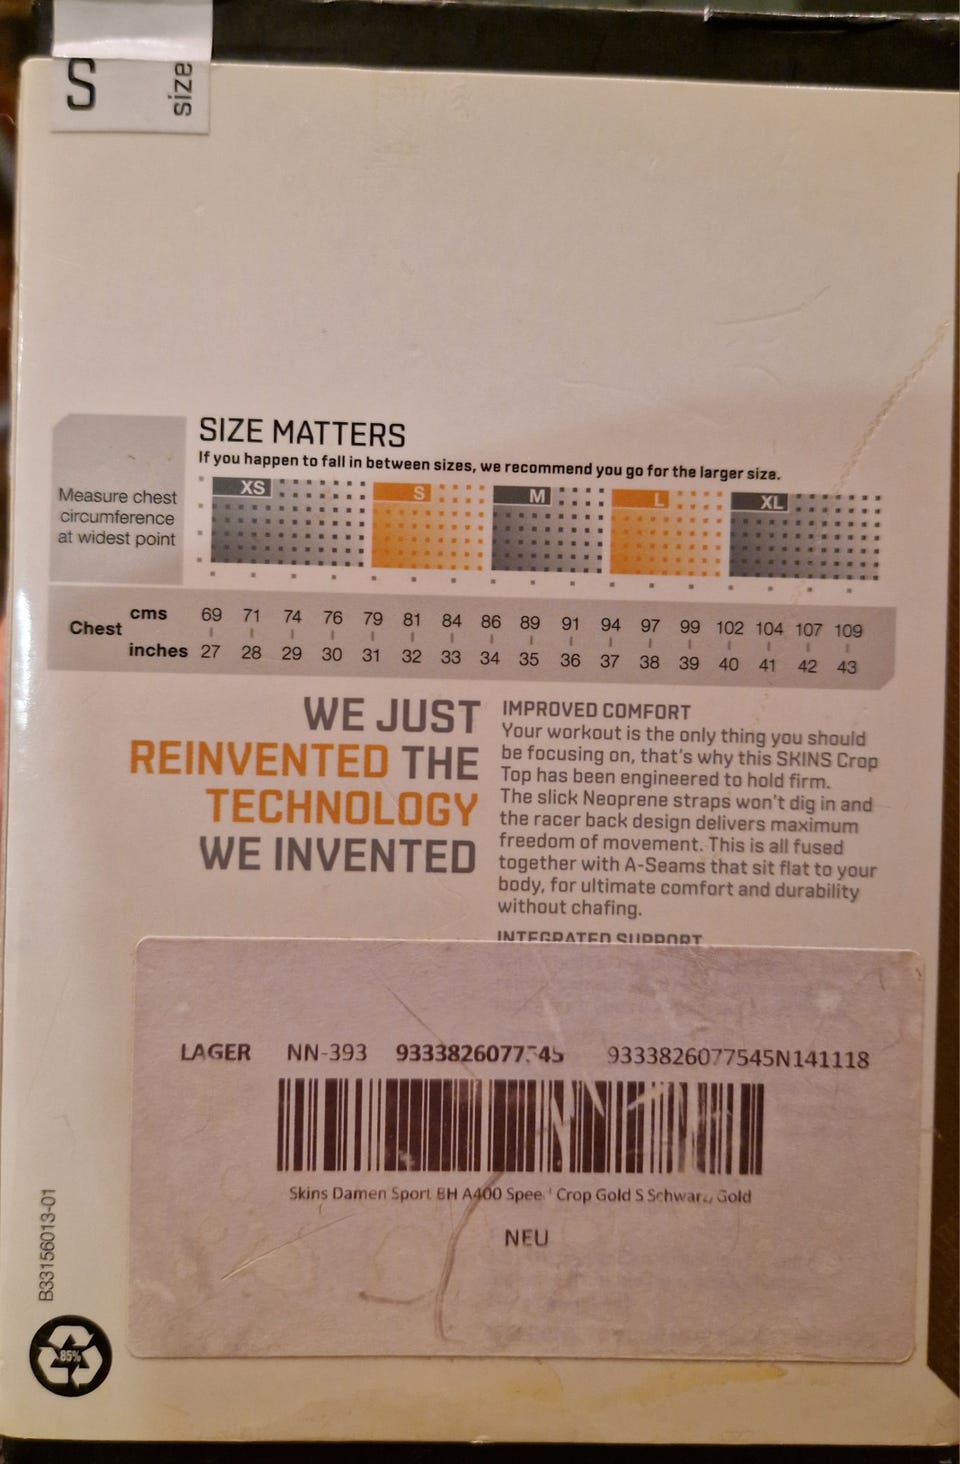 S
size
SIZE MATTERS
If you happen to fall in between sizes, we recommend you go for the larger size.
Measure chest
circumference
at widest point
XS S M L XL
Chest
cms 69 71 74 76 79 81 84 86 89 91 94 97 99 102 104 107 109
inches 27 28 29 30 31 32 33 34 35 36 37 38 39 40 41 42 43
WE JUST
REINVENTED THE
TECHNOLOGY
WE INVENTED
IMPROVED COMFORT
Your workout is the only thing you should
be focusing on, that's why this SKINS Crop
Top has been engineered to hold firm.
The slick Neoprene straps won't dig in and
the racer back design delivers maximum
freedom of movement. This is all fused
together with A-Seams that sit flat to your
body, for ultimate comfort and durability
without chafing.
INTEGRATED SUPPORT
LAGER NN-393 9333826077545 9333826077545N141118
Skins Damen Sport BH A400 Crop Gold S Schwarz Gold
NEU
B33156013-01
85%